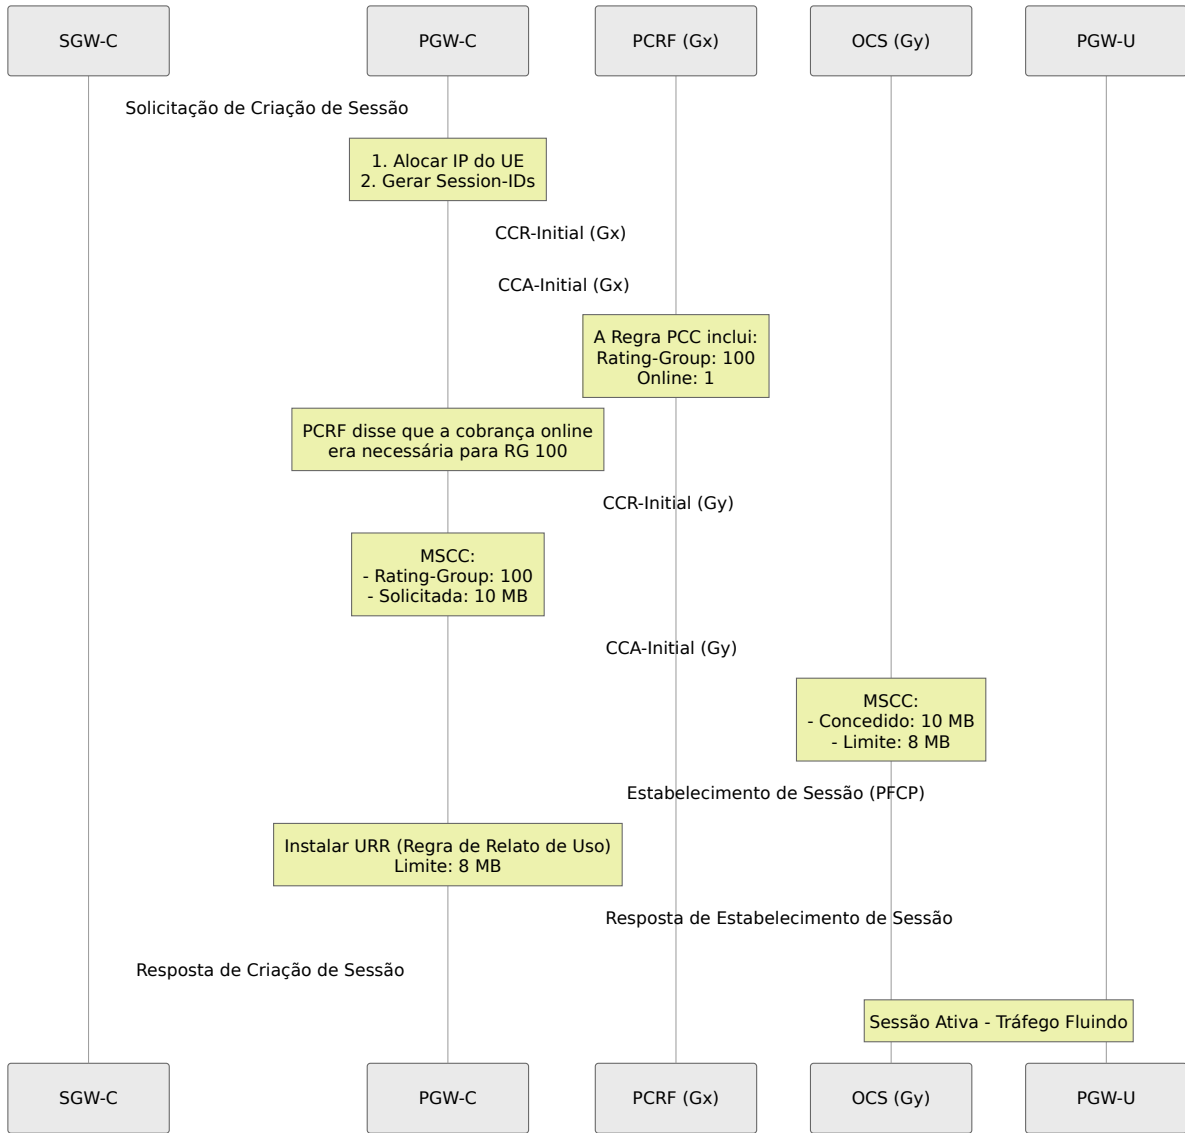 SGW-C
PGW-C
PCRF (Gx)
OCS (Gy)
PGW-U
Solicitação de Criação de Sessão
1. Alocar IP do UE
2. Gerar Session-IDs
CCR-Initial (Gx)
CCA-Initial (Gx)
A Regra PCC inclui:
Rating-Group: 100
Online: 1
PCRF disse que a cobrança online
era necessária para RG 100
CCR-Initial (Gy)
MSCC:
- Rating-Group: 100
- Solicitada: 10 MB
CCA-Initial (Gy)
MSCC:
- Concedido: 10 MB
- Limite: 8 MB
Estabelecimento de Sessão (PFCP)
Instalar URR (Regra de Relato de Uso)
Limite: 8 MB
Resposta de Estabelecimento de Sessão
Resposta de Criação de Sessão
Sessão Ativa - Tráfego Fluindo
SGW-C
PGW-C
PCRF (Gx)
OCS (Gy)
PGW-U